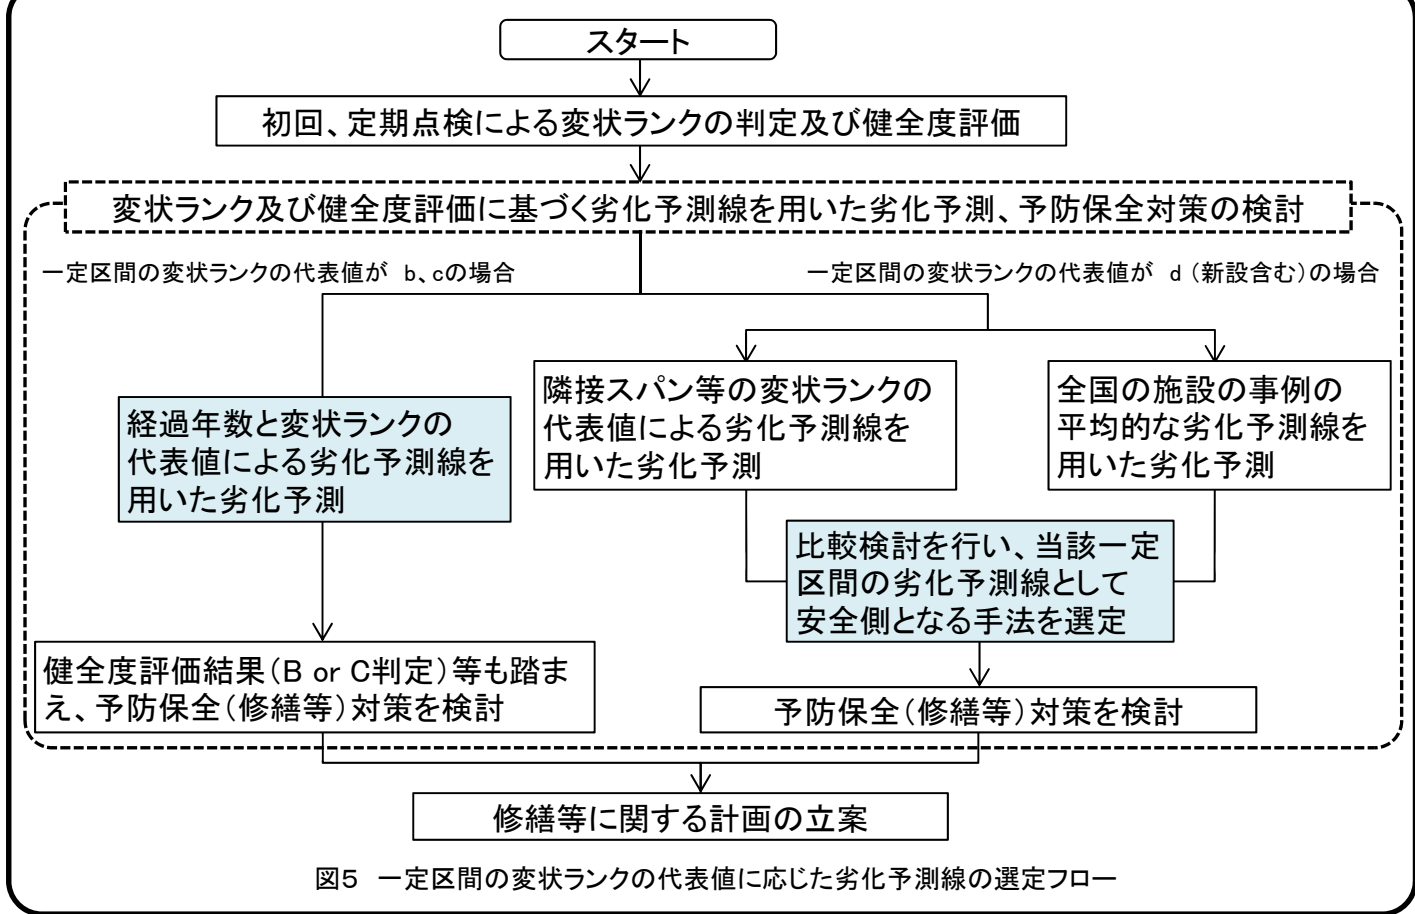 スタート
初回、定期点検による変状ランクの判定及び健全度評価
変状ランク及び健全度評価に基づく劣化予測線を用いた劣化予測、予防保全対策の検討
一定区間の変状ランクの代表値が b、cの場合
一定区間の変状ランクの代表値が d（新設含む）の場合
経過年数と変状ランクの
代表値による劣化予測線を
用いた劣化予測
隣接スパン等の変状ランクの
代表値による劣化予測線を
用いた劣化予測
全国の施設の事例の
平均的な劣化予測線を
用いた劣化予測
比較検討を行い、当該一定
区間の劣化予測線として
安全側となる手法を選定
健全度評価結果（B or C判定）等も踏ま
え、予防保全（修繕等）対策を検討
予防保全（修繕等）対策を検討
修繕等に関する計画の立案
図５ 一定区間の変状ランクの代表値に応じた劣化予測線の選定フロー